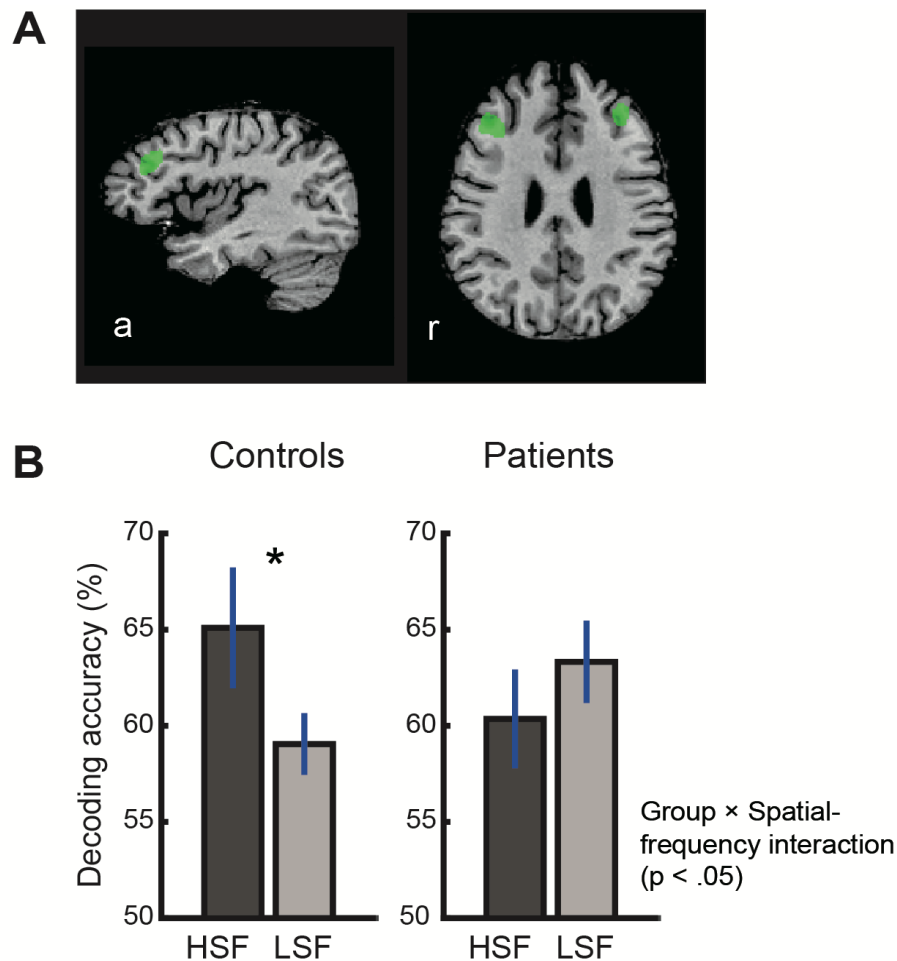 A
a
r
B
Controls
Patients
*
70
65
60
55
50
Decoding accuracy (%)
HSF LSF
70
65
60
55
50
HSF LSF
Group × Spatial-
frequency interaction
(p < .05)